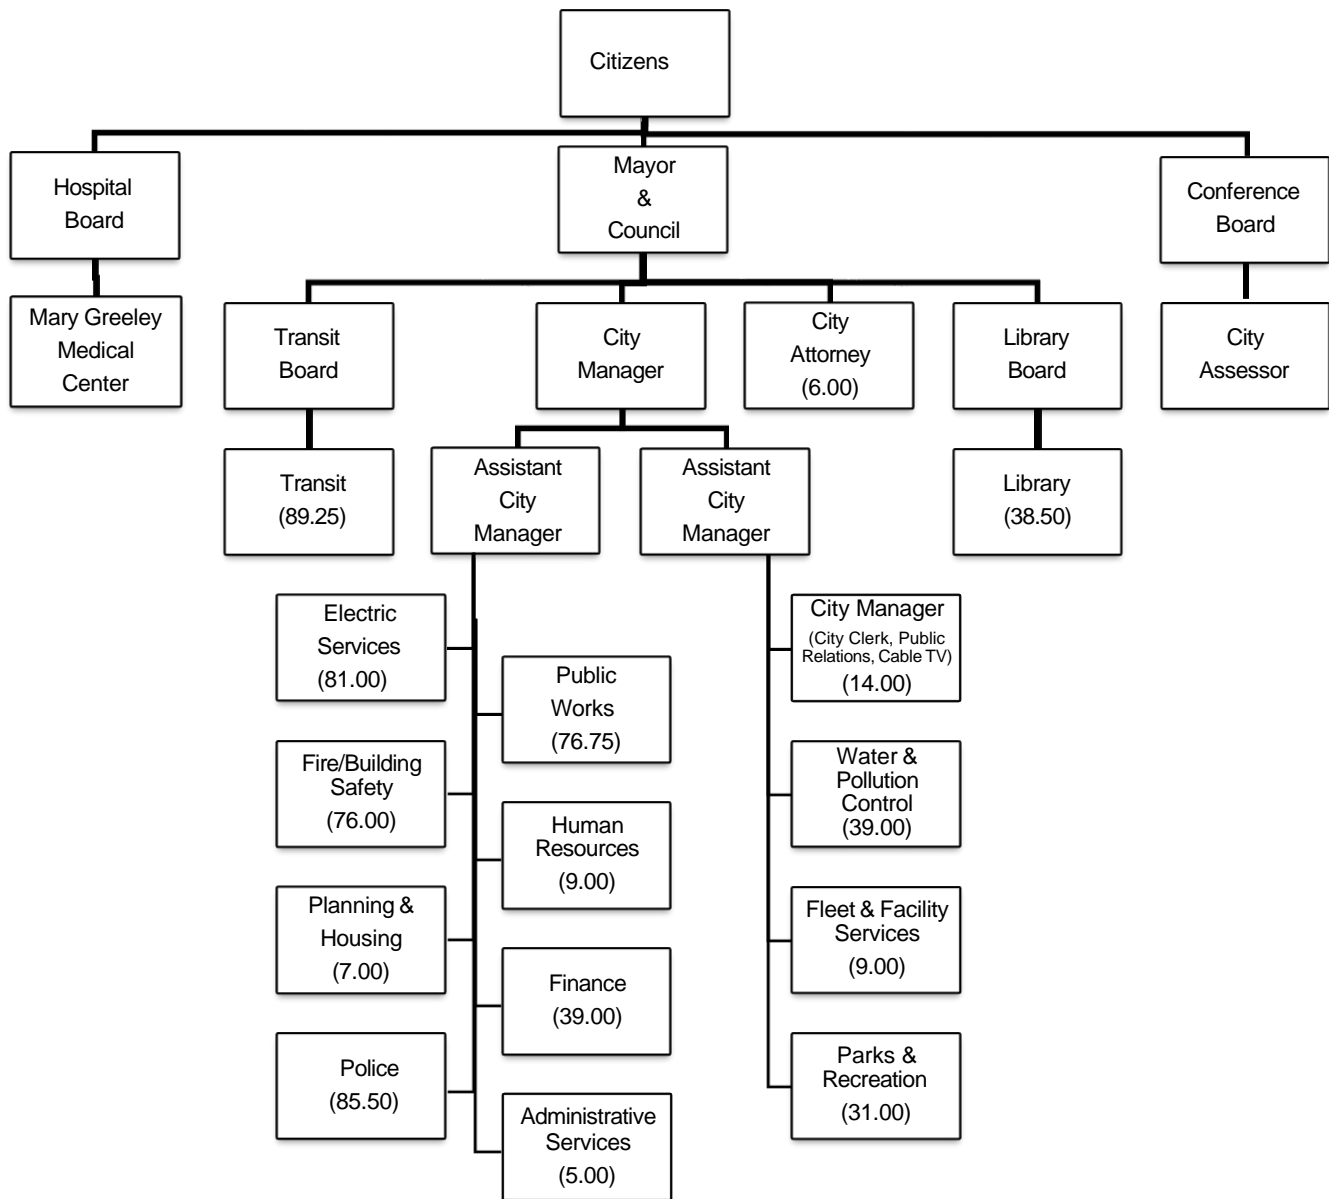 Citizens
Hospital
Board
Mayor
&
Council
Conference
Board
Mary Greeley
Medical
Center
Transit
Board
City
Manager
City
Attorney
(6.00)
Library
Board
City
Assessor
Transit
(89.25)
Assistant
City
Manager
Assistant
City
Manager
Library
(38.50)
Electric
Services
(81.00)
Public
Works
(76.75)
City Manager
(City Clerk, Public
Relations, Cable TV)
(14.00)
Fire/Building
Safety
(76.00)
Human
Resources
(9.00)
Water &
Pollution
Control
(39.00)
Planning &
Housing
(7.00)
Finance
(39.00)
Fleet & Facility
Services
(9.00)
Police
(85.50)
Administrative
Services
(5.00)
Parks &
Recreation
(31.00)